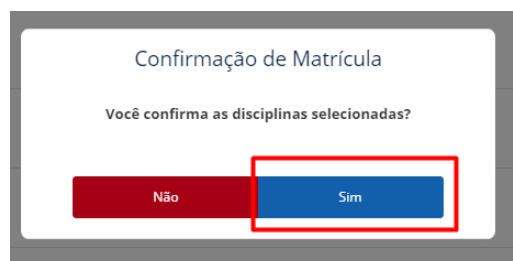 Confirmação de Matrícula
Você confirma as disciplinas selecionadas?
Não
Sim